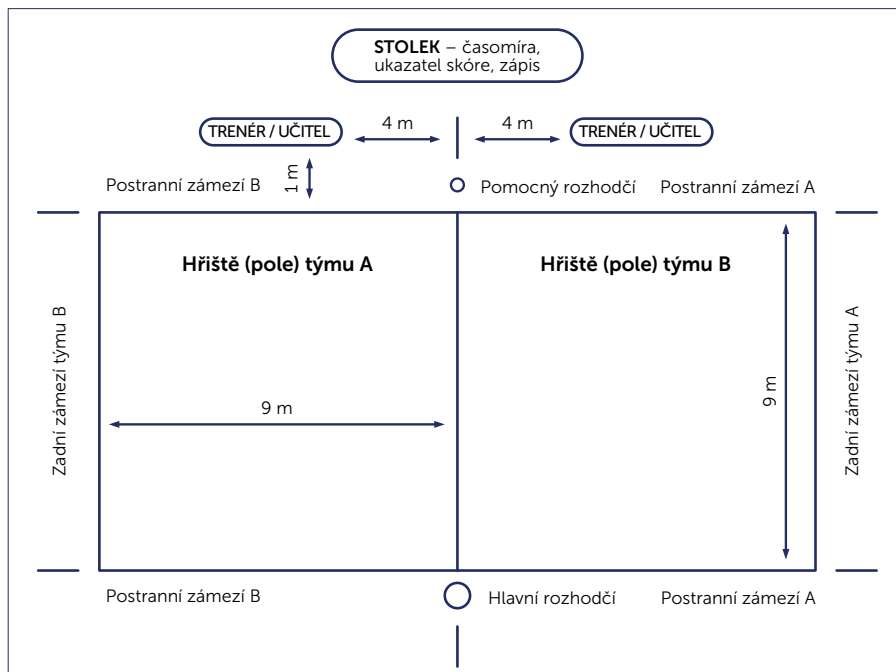 STOLEK – časomíra,
ukazatel skóre, zápis
TRENÉR / UČITEL
4 m
4 m
TRENÉR / UČITEL
1 m
Postranní zámezí B
Pomocný rozhodčí
Postranní zámezí A
Hřiště (pole) týmu A
Hřiště (pole) týmu B
Zadní zámezí týmu B
9 m
9 m
Zadní zámezí týmu A
Postranní zámezí B
Hlavní rozhodčí
Postranní zámezí A